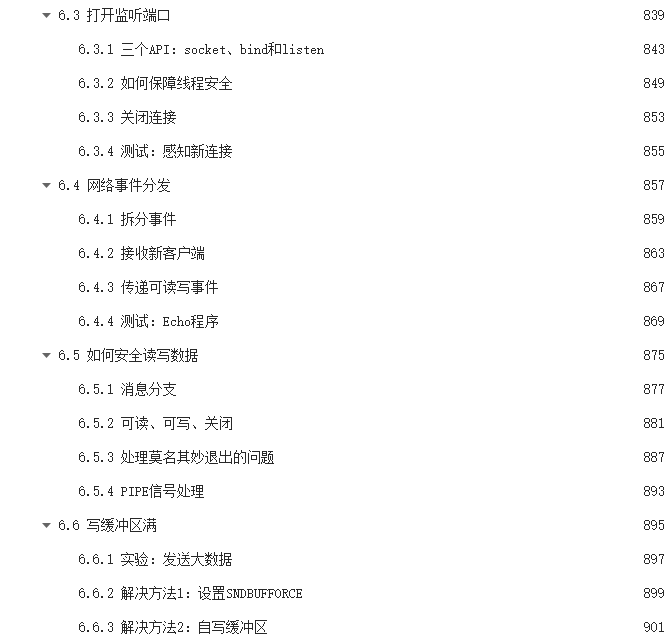 6.3 打开监听端口 839
6.3.1 三个API：socket、bind和listen 843
6.3.2 如何保障线程安全 849
6.3.3 关闭连接 853
6.3.4 测试：感知新连接 855
6.4 网络事件分发 857
6.4.1 拆分事件 859
6.4.2 接收新客户端 863
6.4.3 传递可读写事件 867
6.4.4 测试：Echo程序 869
6.5 如何安全读写数据 875
6.5.1 消息分支 877
6.5.2 可读、可写、关闭 881
6.5.3 处理莫名其妙退出的问题 887
6.5.4 PIPE信号处理 893
6.6 写缓冲区满 895
6.6.1 实验：发送大数据 897
6.6.2 解决方法1：设置SNDBUFFORCE 899
6.6.3 解决方法2：自写缓冲区 901